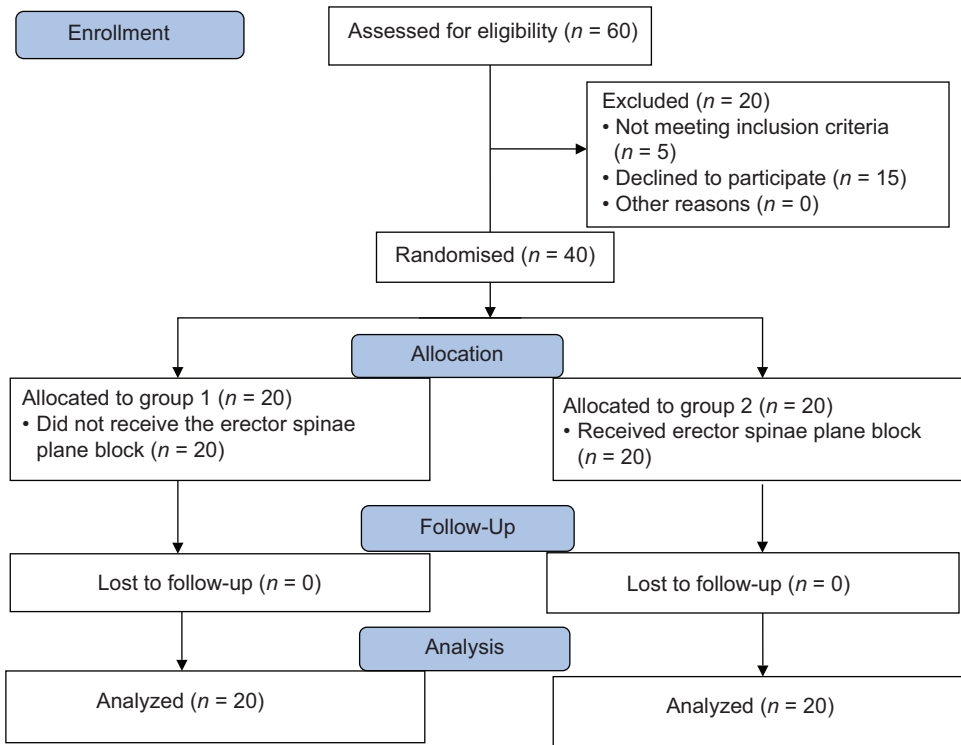 Enrollment
Assessed for eligibility (n = 60)
Excluded (n = 20)
• Not meeting inclusion criteria
(n = 5)
• Declined to participate (n = 15)
• Other reasons (n = 0)
Randomised (n = 40)
Allocation
Allocated to group 1 (n = 20)
• Did not receive the erector spinae
plane block (n = 20)
Allocated to group 2 (n = 20)
• Received erector spinae plane block
(n = 20)
Follow-Up
Lost to follow-up (n = 0)
Lost to follow-up (n = 0)
Analysis
Analyzed (n = 20)
Analyzed (n = 20)